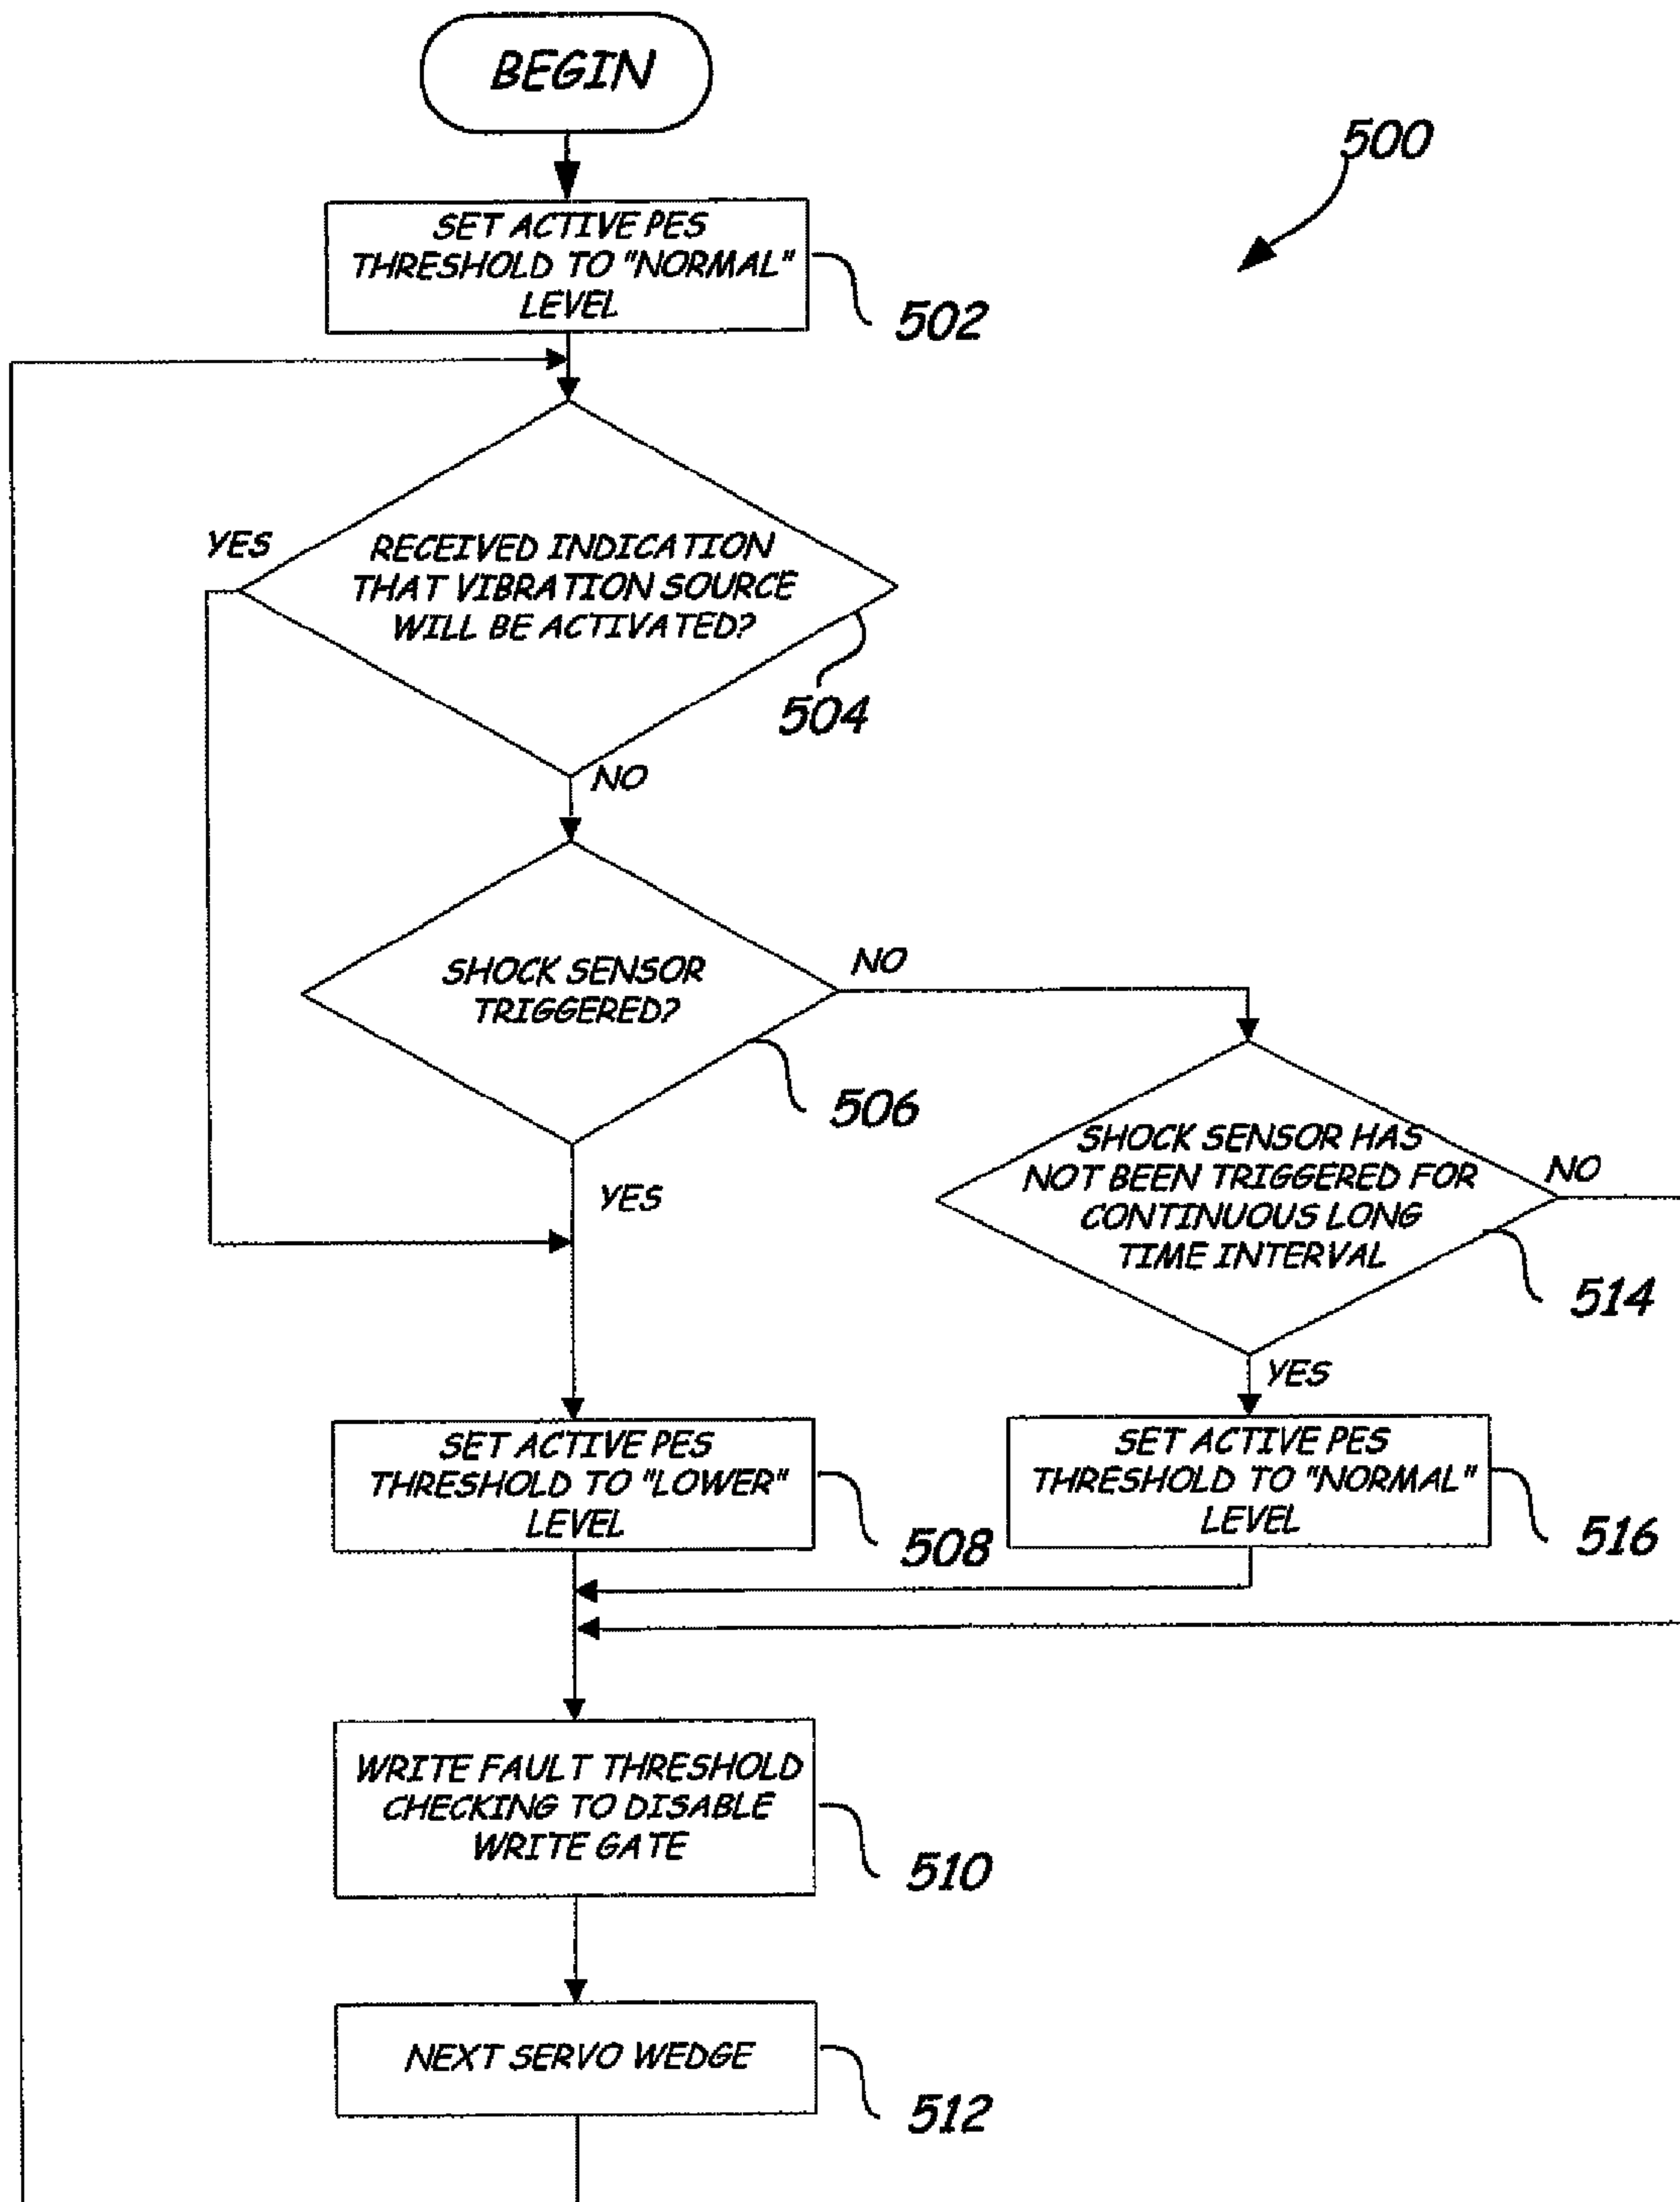 BEGIN
500
SET ACTIVE PES
THRESHOLD TO "NORMAL"
LEVEL
502
YES
RECEIVED INDICATION
THAT VIBRATION SOURCE
WILL BE ACTIVATED?
504
NO
SHOCK SENSOR
TRIGGERED?
NO
506
YES
SHOCK SENSOR HAS
NOT BEEN TRIGGERED FOR
CONTINUOUS LONG
TIME INTERVAL
NO
514
YES
SET ACTIVE PES
THRESHOLD TO "LOWER"
LEVEL
508
SET ACTIVE PES
THRESHOLD TO "NORMAL"
LEVEL
516
WRITE FAULT THRESHOLD
CHECKING TO DISABLE
WRITE GATE
510
NEXT SERVO WEDGE
512